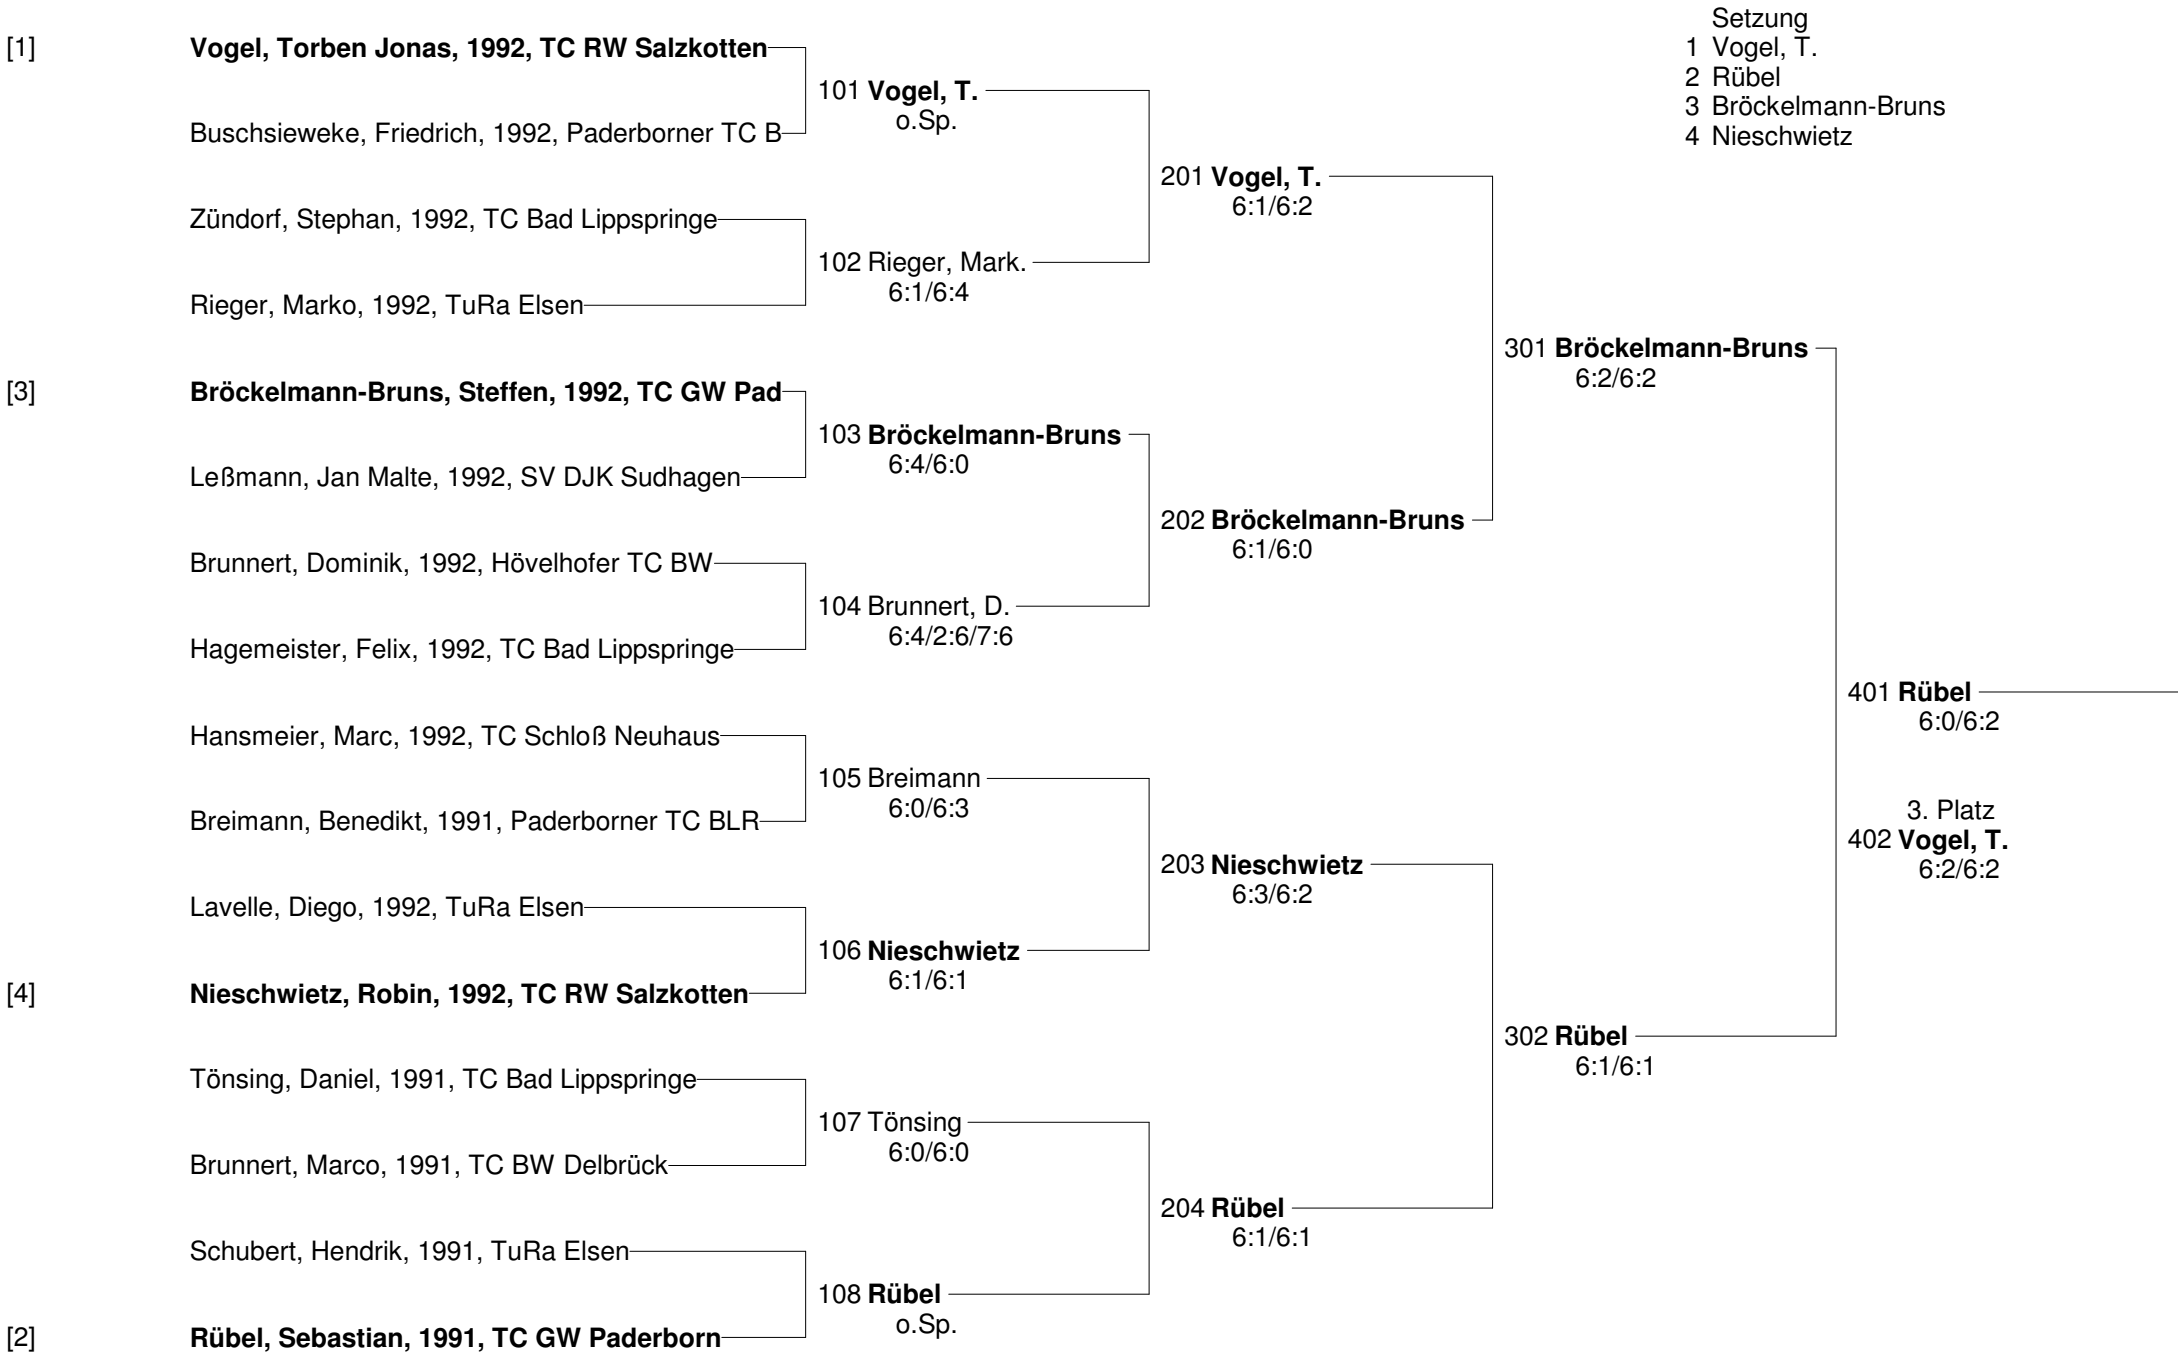 Setzung
1 Vogel, T.
2 Rübel
3 Bröckelmann-Bruns
4 Nieschwietz
[1] Vogel, Torben Jonas, 1992, TC RW Salzkotten
Buschsieweke, Friedrich, 1992, Paderborner TC B
Zündorf, Stephan, 1992, TC Bad Lippspringe
Rieger, Marko, 1992, TuRa Elsen
[3] Bröckelmann-Bruns, Steffen, 1992, TC GW Pad
Leßmann, Jan Malte, 1992, SV DJK Sudhagen
Brunnert, Dominik, 1992, Hövelhofer TC BW
Hagemeister, Felix, 1992, TC Bad Lippspringe
Hansmeier, Marc, 1992, TC Schloß Neuhaus
Breimann, Benedikt, 1991, Paderborner TC BLR
Lavelle, Diego, 1992, TuRa Elsen
[4] Nieschwietz, Robin, 1992, TC RW Salzkotten
Tönsing, Daniel, 1991, TC Bad Lippspringe
Brunnert, Marco, 1991, TC BW Delbrück
Schubert, Hendrik, 1991, TuRa Elsen
[2] Rübel, Sebastian, 1991, TC GW Paderborn
101 Vogel, T.
o.Sp.
102 Rieger, Mark.
6:1/6:4
103 Bröckelmann-Bruns
6:4/6:0
104 Brunnert, D.
6:4/2:6/7:6
105 Breimann
6:0/6:3
106 Nieschwietz
6:1/6:1
107 Tönsing
6:0/6:0
108 Rübel
o.Sp.
201 Vogel, T.
6:1/6:2
202 Bröckelmann-Bruns
6:1/6:0
203 Nieschwietz
6:3/6:2
204 Rübel
6:1/6:1
301 Bröckelmann-Bruns
6:2/6:2
302 Rübel
6:1/6:1
401 Rübel
6:0/6:2
3. Platz
402 Vogel, T.
6:2/6:2